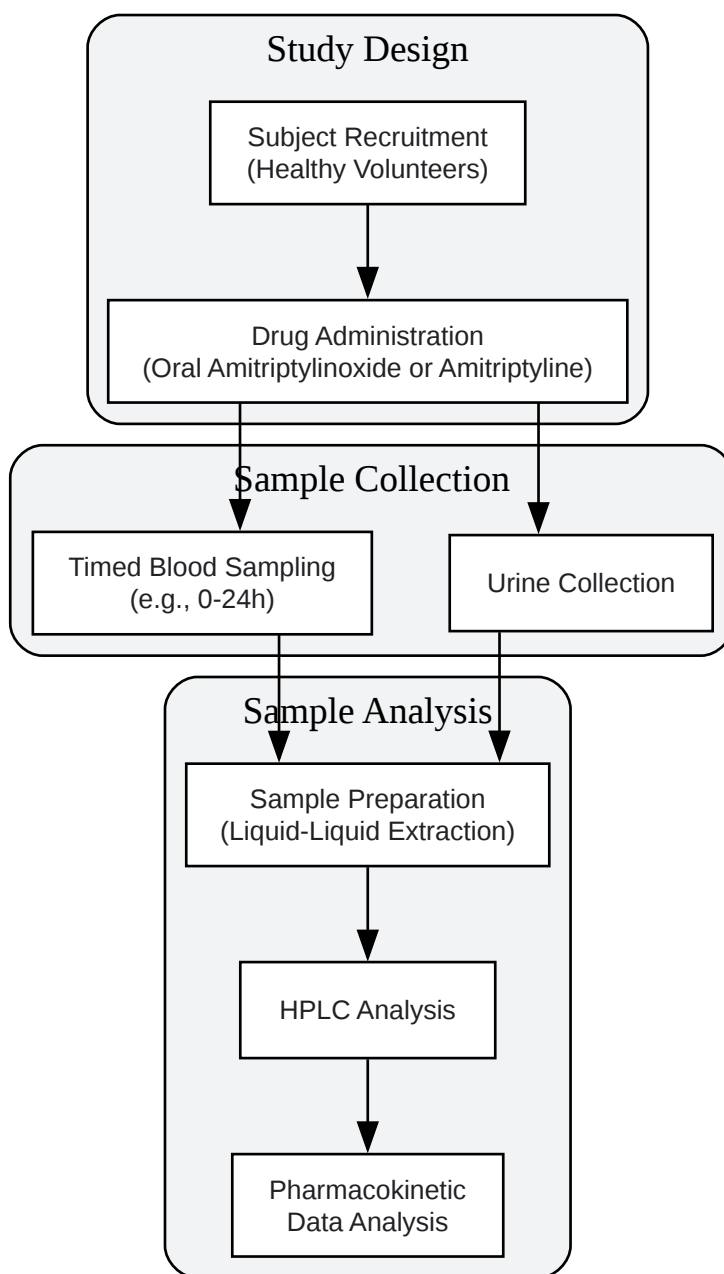 Study Design
Subject Recruitment
(Healthy Volunteers)
Drug Administration
(Oral Amitriptylinoxide or Amitriptyline)
Sample Collection
Timed Blood Sampling
(e.g., 0-24h)
Urine Collection
Sample Analysis
Sample Preparation
(Liquid-Liquid Extraction)
HPLC Analysis
Pharmacokinetic
Data Analysis